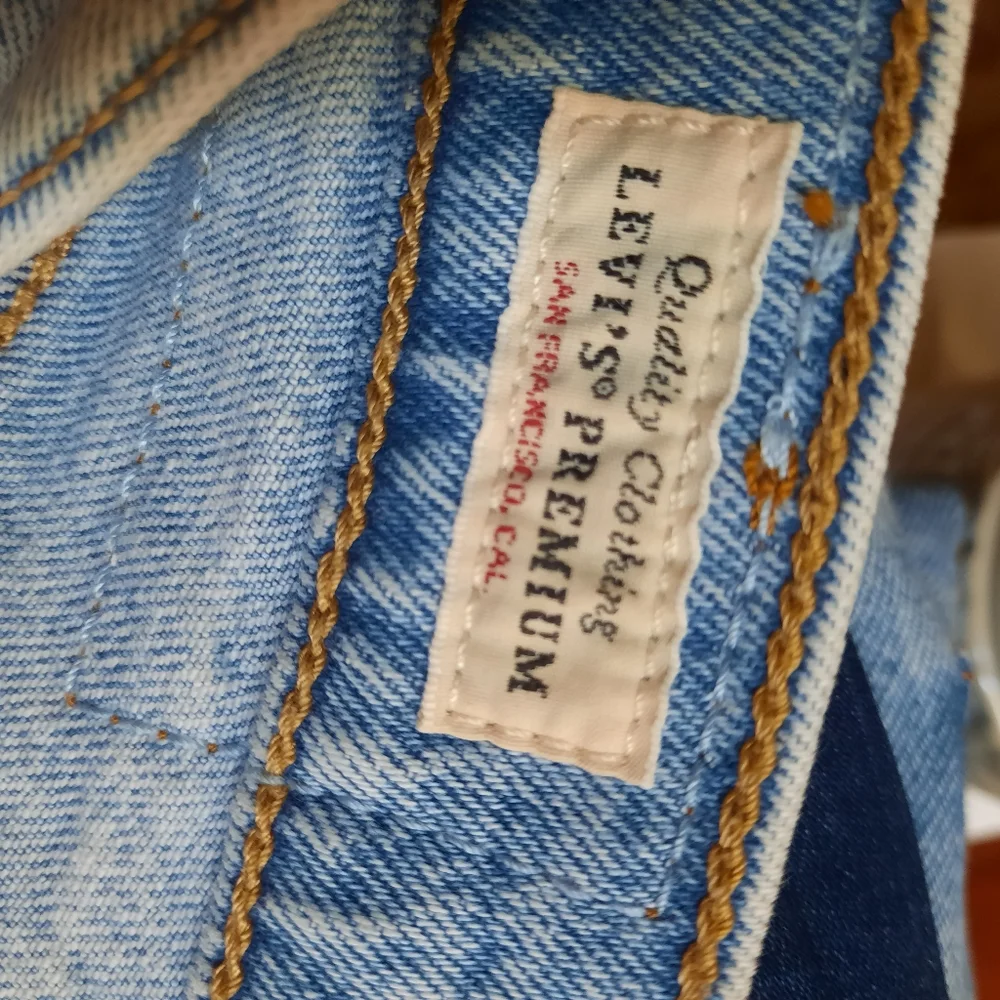 Quality Clothing
LEVI'S® PREMIUM
SAN FRANCISCO, CAL.